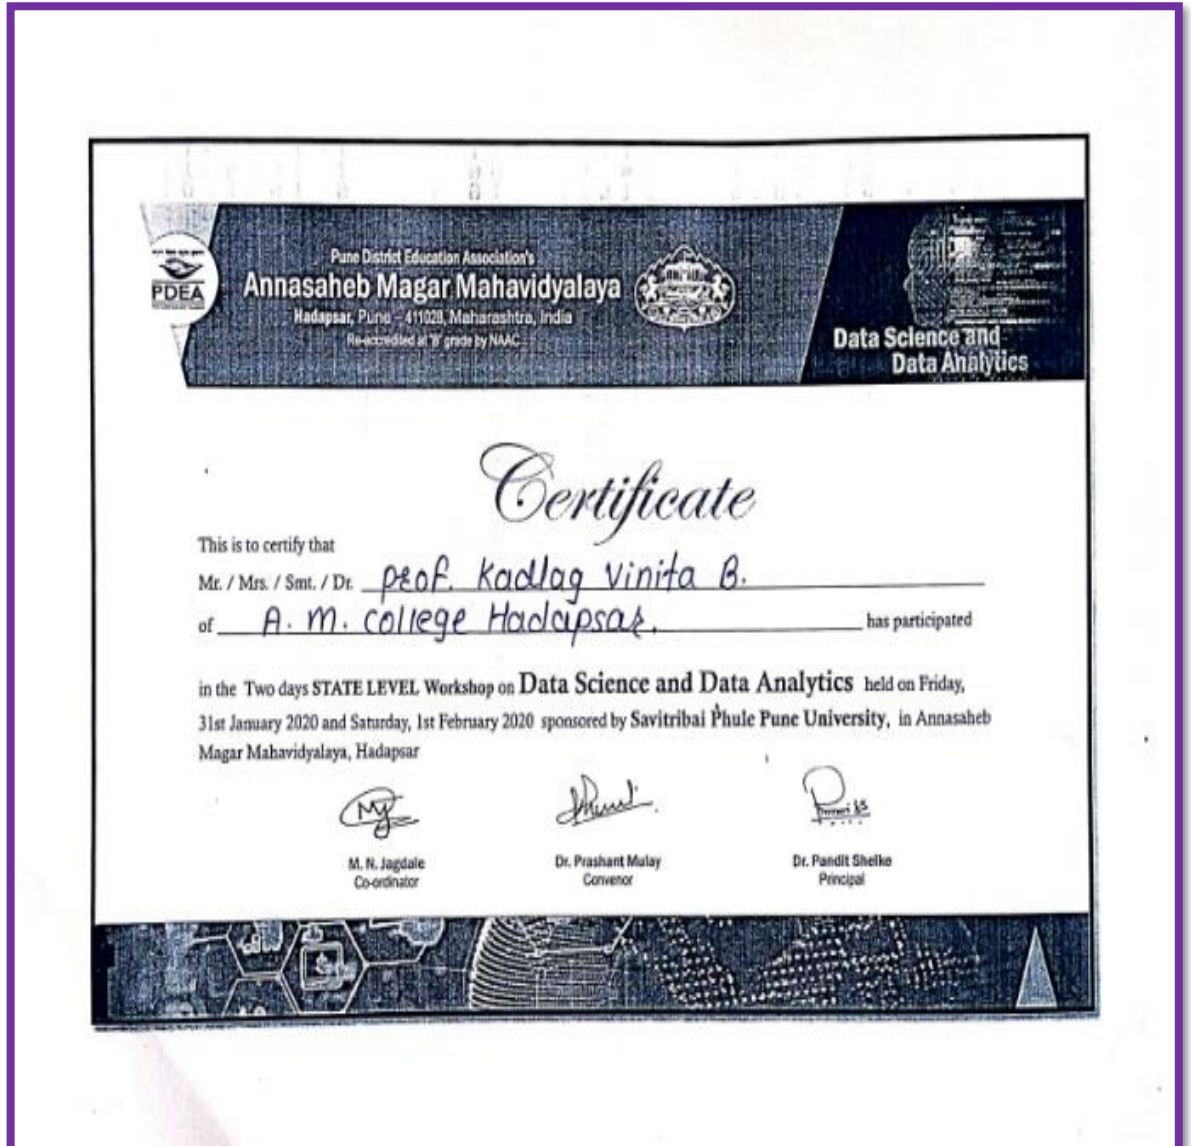 Pune District Education Association's
Annasaheb Magar Mahavidyalaya
Hadapsar, Pune - 411028, Maharashtra, India
Re-accredited at 'B' grade by NAAC
PDEA
Data Science and
Data Analytics
Certificate
This is to certify that
Mr. / Mrs. / Smt. / Dr. Prof. Kadlag Vinita B.
of A. M. College Hadapsar. has participated
in the Two days STATE LEVEL Workshop on Data Science and Data Analytics held on Friday,
31st January 2020 and Saturday, 1st February 2020 sponsored by Savitribai Phule Pune University, in Annasaheb
Magar Mahavidyalaya, Hadapsar
M. N. Jagdale
Co-ordinator
Dr. Prashant Mulay
Convenor
Dr. Pandit Shelke
Principal